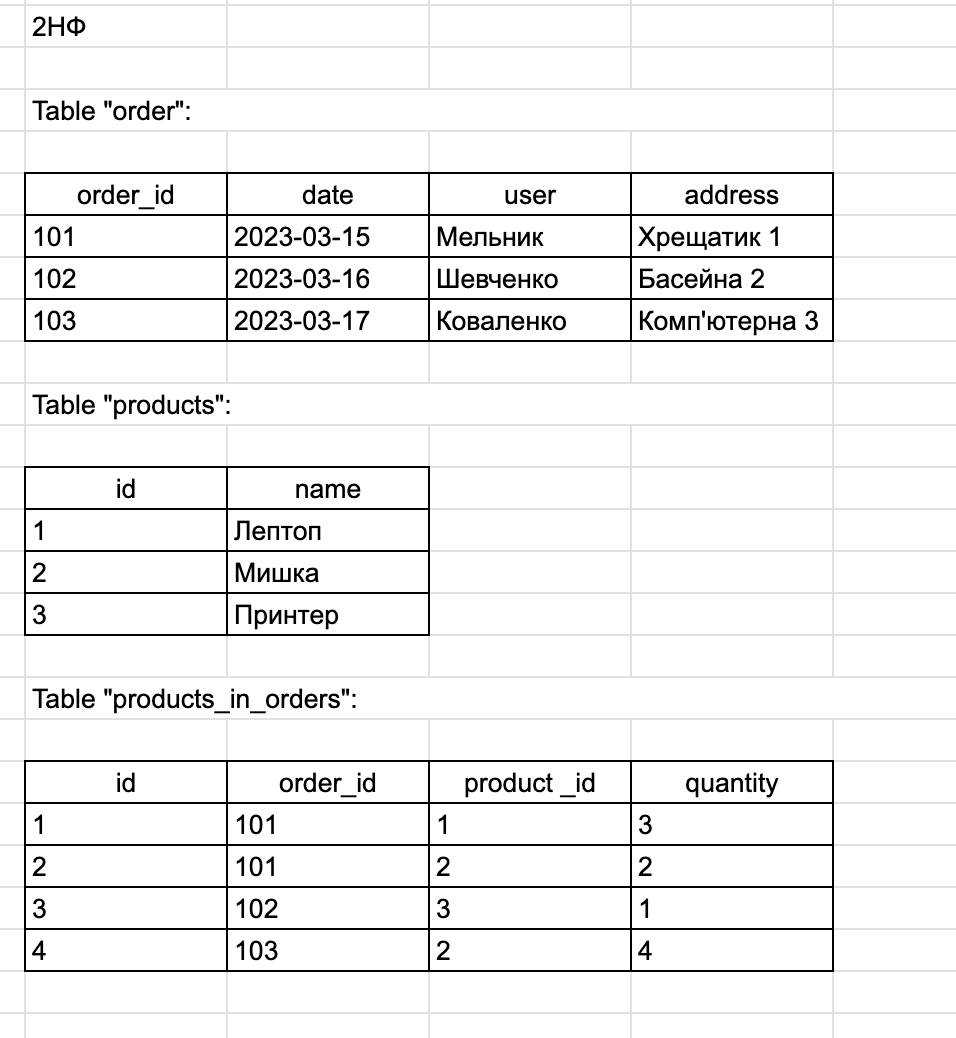 2НФ
Table "order":
order_id date user address
101 2023-03-15 Мельник Хрещатик 1
102 2023-03-16 Шевченко Басейна 2
103 2023-03-17 Коваленко Комп'ютерна 3
Table "products":
id name
1 Лептоп
2 Мишка
3 Принтер
Table "products_in_orders":
id order_id product _id quantity
1 101 1 3
2 101 2 2
3 102 3 1
4 103 2 4